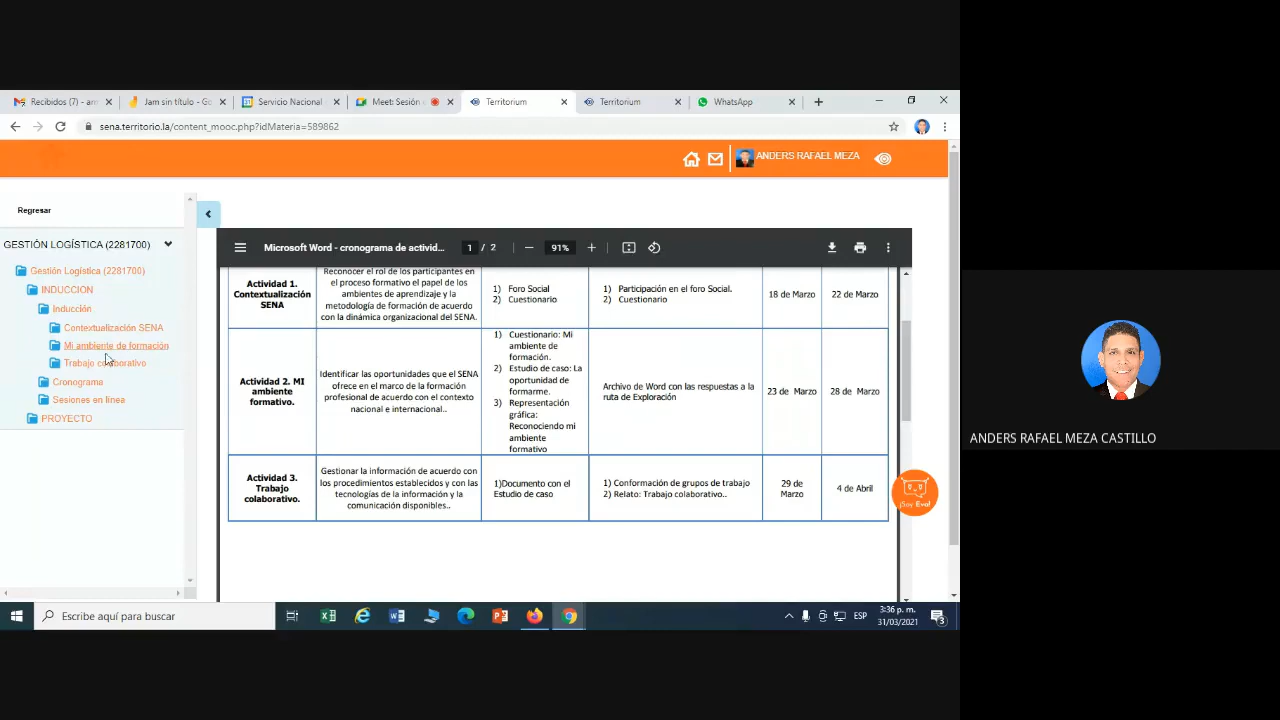 Recibidos (7) - an
Jam sin título - Go
Servicio Nacional
Meet: Sesión
Territorium
Territorium
WhatsApp
sena.territorio.la/content_mooc.php?idMateria=589862
ANDERS RAFAEL MEZA
Regresar
GESTIÓN LOGÍSTICA (2281700)
Gestión Logística (2281700)
INDUCCION
Inducción
Contextualización SENA
Mi ambiente de formación
Trabajo colaborativo
Cronograma
Sesiones en línea
PROYECTO
Microsoft Word - cronograma de activid...
1 / 2
91%
Actividad 1.
Contextualización
SENA
Reconocer el rol de los participantes en
el proceso formativo el papel de los
ambientes de aprendizaje y la
metodología de formación de acuerdo
con la dinámica organizacional del SENA.
1) Foro Social
2) Cuestionario
1) Participación en el foro Social.
2) Cuestionario
18 de Marzo
22 de Marzo
Actividad 2. MI
ambiente
formativo.
Identificar las oportunidades que el SENA
ofrece en el marco de la formación
profesional de acuerdo con el contexto
nacional e internacional..
1) Cuestionario: Mi
ambiente de
formación.
2) Estudio de caso: La
oportunidad de
formarme.
3) Representación
gráfica:
Reconociendo mi
ambiente
formativo
Archivo de Word con las respuestas a la
ruta de Exploración
23 de Marzo
28 de Marzo
Actividad 3.
Trabajo
colaborativo.
Gestionar la información de acuerdo con
los procedimientos establecidos y con las
tecnologías de la información y la
comunicación disponibles..
1)Documento con el
Estudio de caso
1) Conformación de grupos de trabajo
2) Relato: Trabajo colaborativo..
29 de
Marzo
4 de Abril
¡Soy Eva!
Escribe aquí para buscar
ESP
3:36 p. m.
31/03/2021
3
ANDERS RAFAEL MEZA CASTILLO